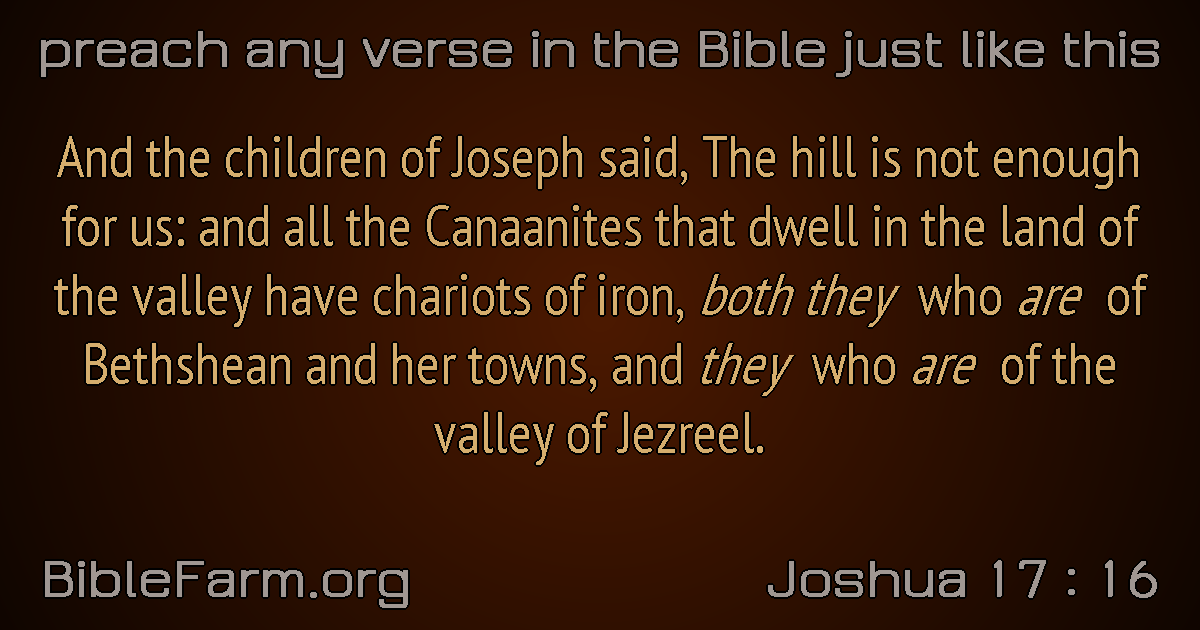 preach any verse in the Bible just like this
And the children of Joseph said, The hill is not enough
for us: and all the Canaanites that dwell in the land of
the valley have chariots of iron, both they who are of
Bethshean and her towns, and they who are of the
valley of Jezreel.
BibleFarm.org
Joshua 17 : 16